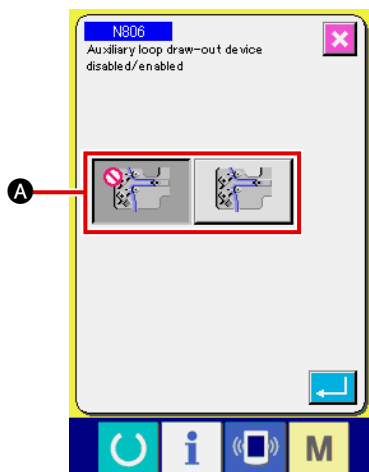 N806
Auxiliary loop draw-out device
disabled/enabled
A
i
M